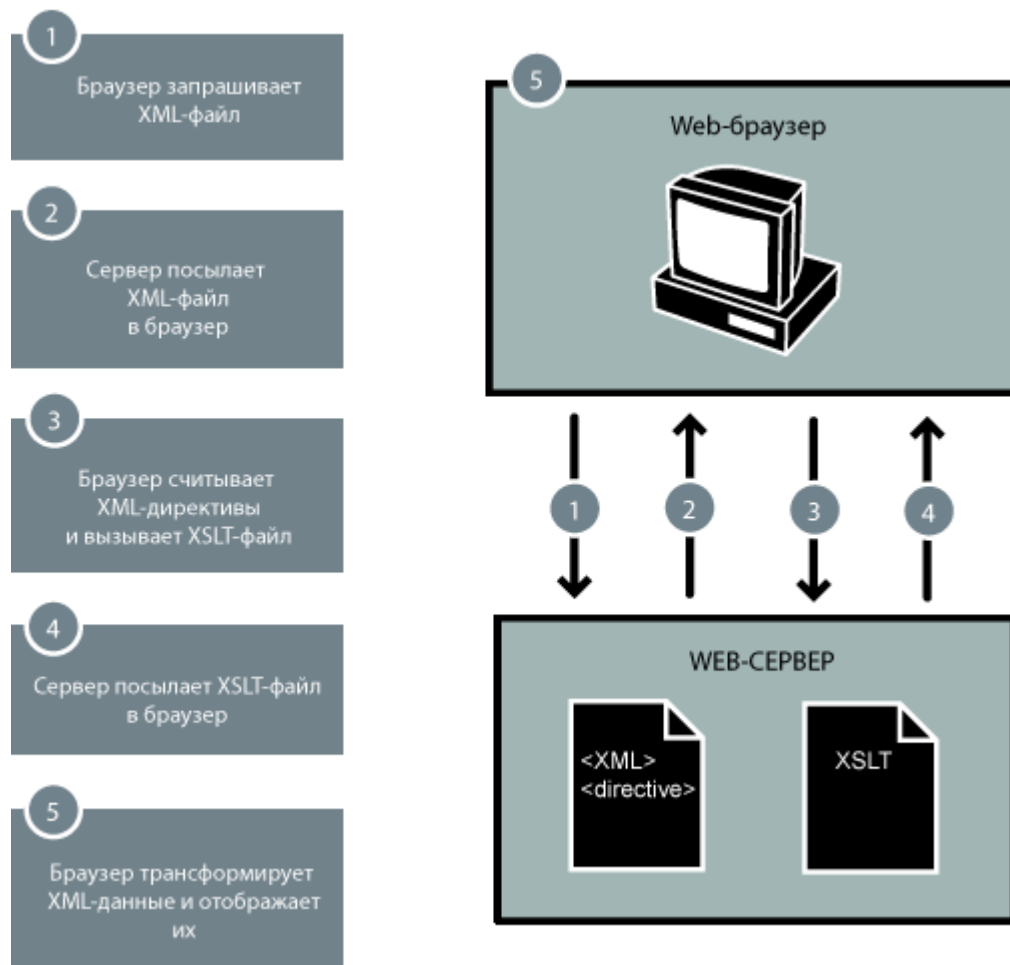 1
Браузер запрашивает
XML-файл
2
Сервер посылает
XML-файл
в браузер
3
Браузер считывает
XML-директивы
и вызывает XSLT-файл
4
Сервер посылает XSLT-файл
в браузер
5
Браузер трансформирует
XML-данные и отображает
их
5
Web-браузер
1
2
3
4
WEB-СЕРВЕР
<XML>
<directive>
XSLT